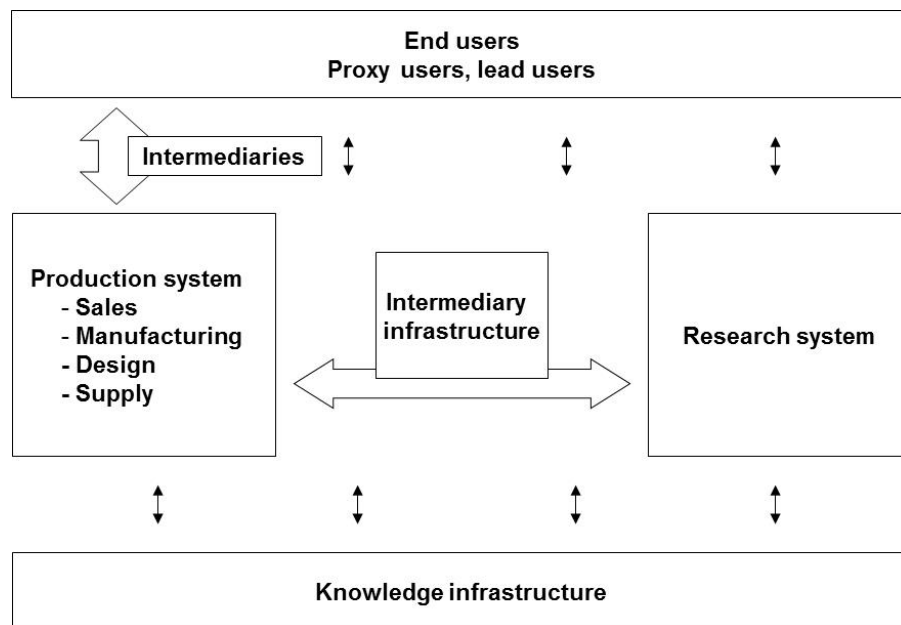 End users
Proxy users, lead users
Intermediaries
Production system
- Sales
- Manufacturing
- Design
- Supply
Intermediary
infrastructure
Research system
Knowledge infrastructure